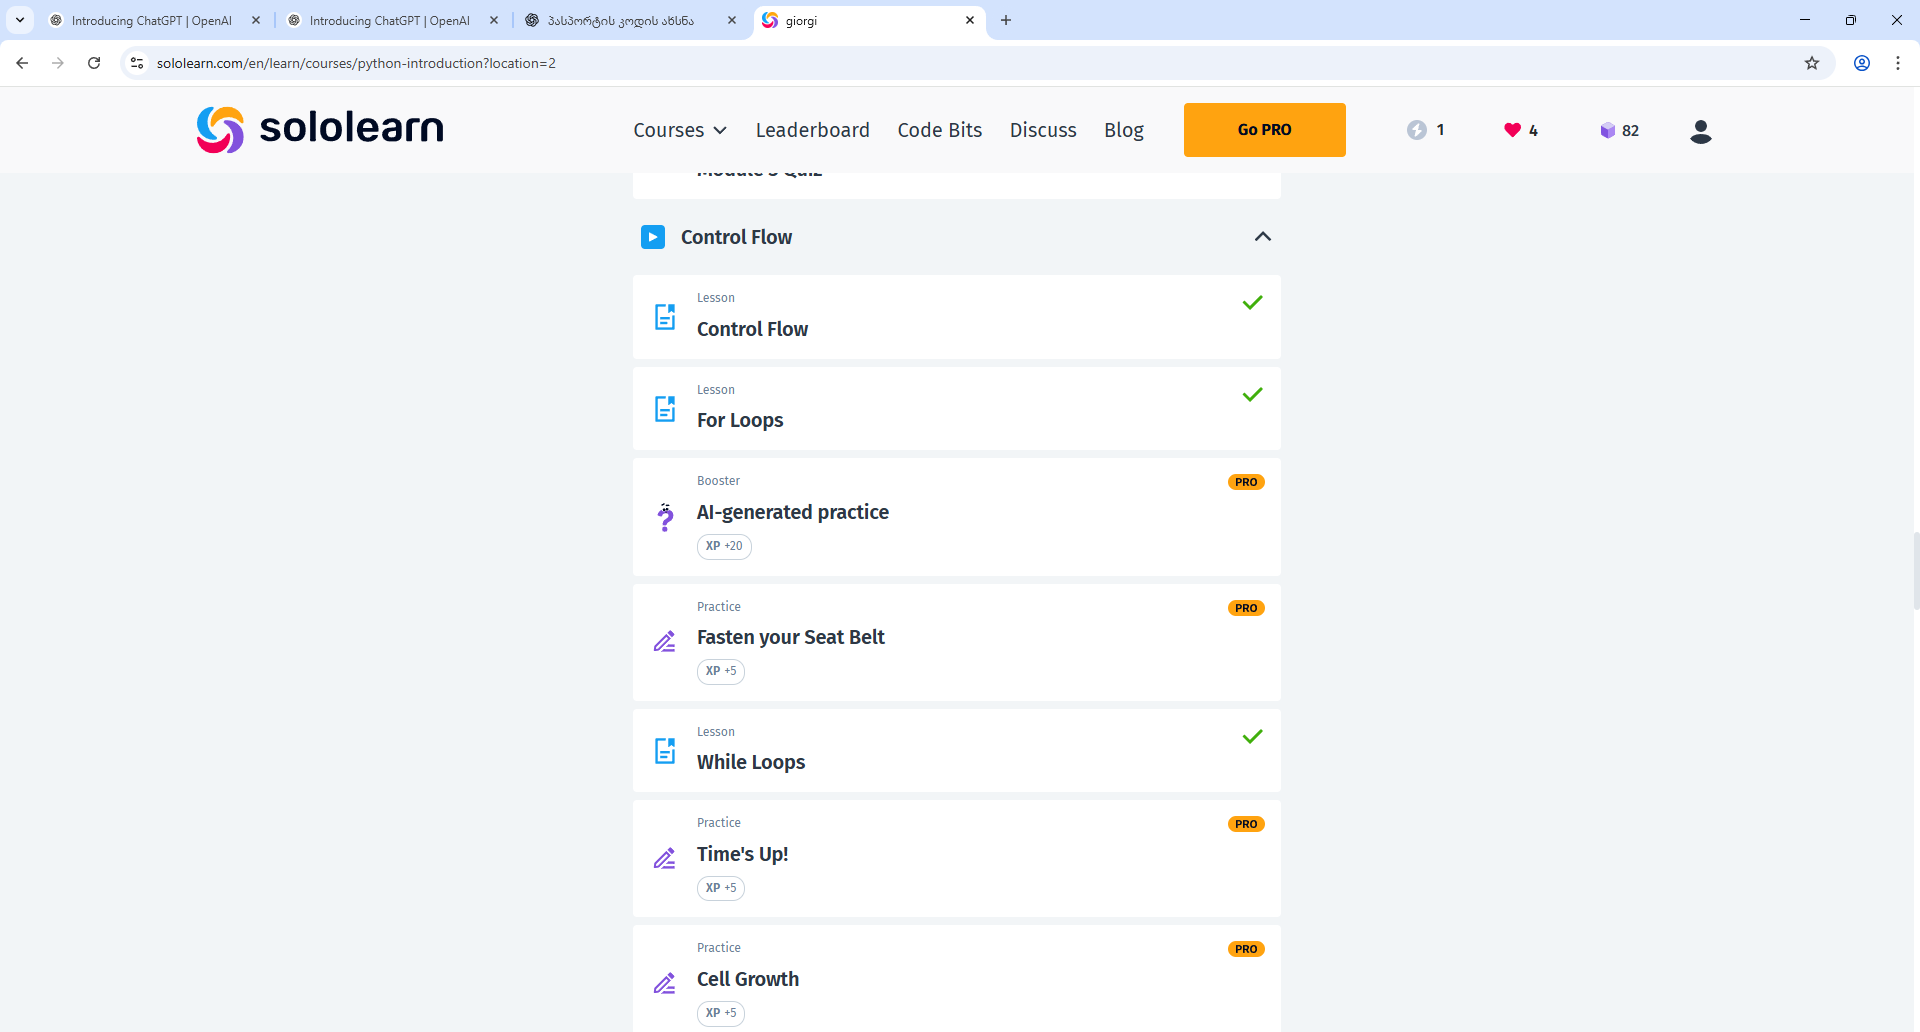 Introducing ChatGPT | OpenAI
Introducing ChatGPT | OpenAI
პასპორტის კოდის ახსნა
giorgi
sololearn.com/en/learn/courses/python-introduction?location=2
sololearn
Courses
Leaderboard
Code Bits
Discuss
Blog
Go PRO
1
4
82
Module 3 Quiz
Control Flow
Lesson
Control Flow
Lesson
For Loops
Booster
PRO
AI-generated practice
XP +20
Practice
PRO
Fasten your Seat Belt
XP +5
Lesson
While Loops
Practice
PRO
Time's Up!
XP +5
Practice
PRO
Cell Growth
XP +5